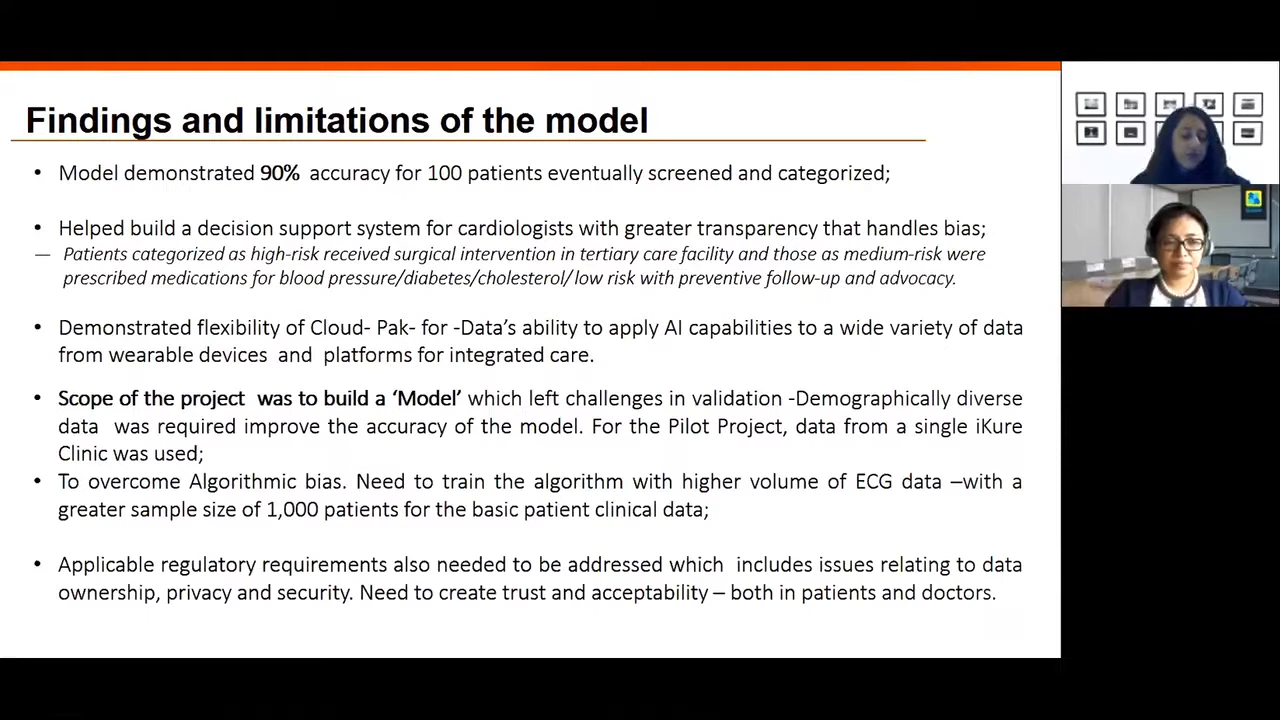 Findings and limitations of the model
• Model demonstrated 90% accuracy for 100 patients eventually screened and categorized;
• Helped build a decision support system for cardiologists with greater transparency that handles bias;
— Patients categorized as high-risk received surgical intervention in tertiary care facility and those as medium-risk were
prescribed medications for blood pressure/diabetes/cholesterol/ low risk with preventive follow-up and advocacy.
• Demonstrated flexibility of Cloud- Pak- for -Data’s ability to apply AI capabilities to a wide variety of data
from wearable devices and platforms for integrated care.
• Scope of the project was to build a ‘Model’ which left challenges in validation -Demographically diverse
data was required improve the accuracy of the model. For the Pilot Project, data from a single iKure
Clinic was used;
• To overcome Algorithmic bias. Need to train the algorithm with higher volume of ECG data –with a
greater sample size of 1,000 patients for the basic patient clinical data;
• Applicable regulatory requirements also needed to be addressed which includes issues relating to data
ownership, privacy and security. Need to create trust and acceptability – both in patients and doctors.